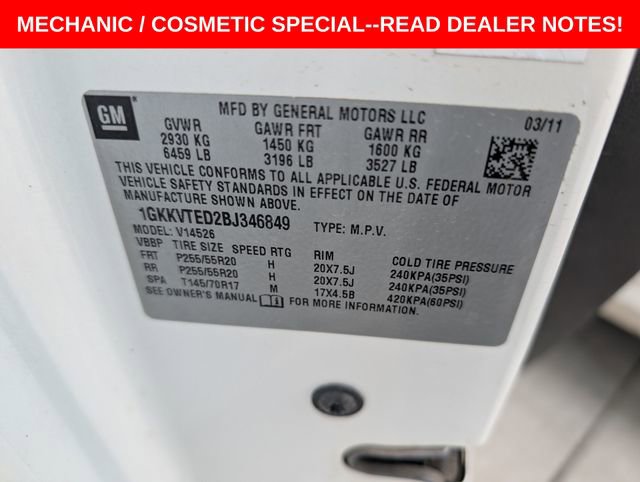 MECHANIC / COSMETIC SPECIAL--READ DEALER NOTES!
GM
MFD BY GENERAL MOTORS LLC
03/11
GVWR GAWR FRT GAWR RR
2930 KG 1450 KG 1600 KG
6459 LB 3196 LB 3527 LB
THIS VEHICLE CONFORMS TO ALL APPLICABLE U.S. FEDERAL MOTOR
VEHICLE SAFETY STANDARDS IN EFFECT ON THE DATE OF
MANUFACTURE SHOWN ABOVE.
1GKKVTED2BJ346849 TYPE: M.P.V.
MODEL: V14526
VBBP TIRE SIZE SPEED RTG RIM COLD TIRE PRESSURE
FRT P255/55R20 H 20X7.5J 240KPA(35PSI)
RR P255/55R20 H 20X7.5J 240KPA(35PSI)
SPA T145/70R17 M 17X4.5B 420KPA(60PSI)
SEE OWNER'S MANUAL FOR MORE INFORMATION.